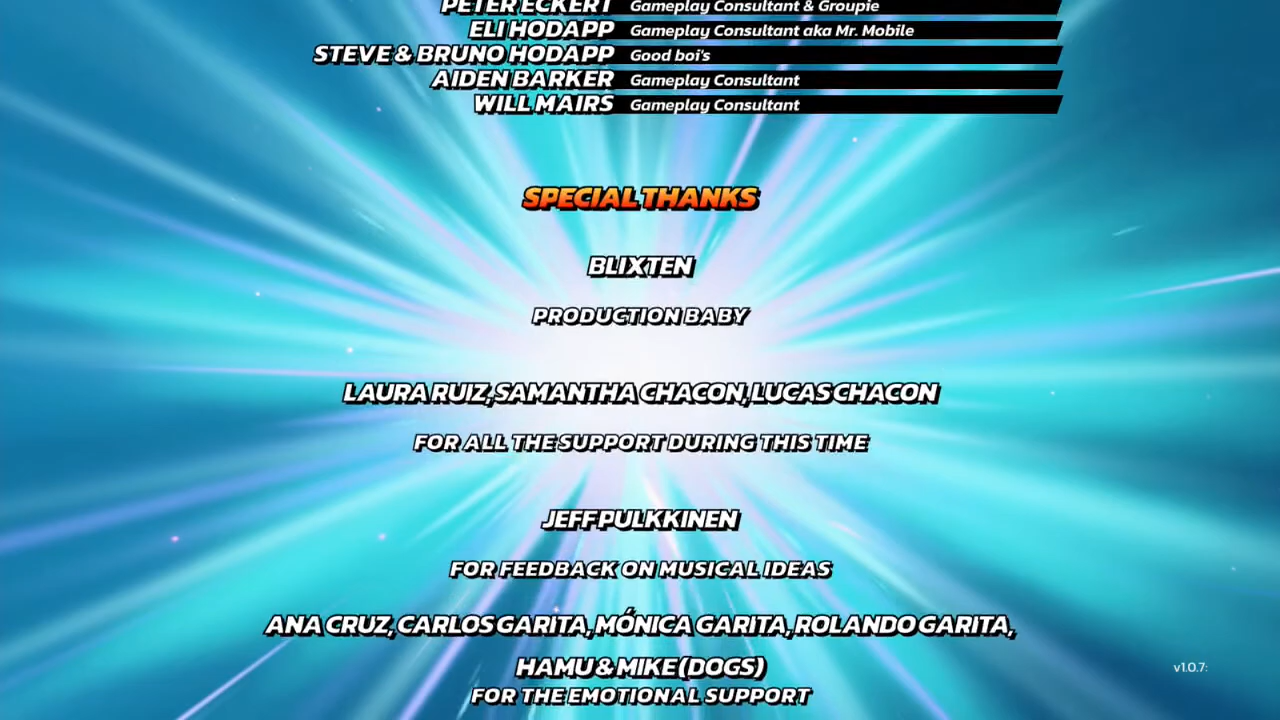 PETER ECKERT Gameplay Consultant & Groupie
ELI HODAPP Gameplay Consultant aka Mr. Mobile
STEVE & BRUNO HODAPP Good boi's
AIDEN BARKER Gameplay Consultant
WILL MAIRS Gameplay Consultant
SPECIAL THANKS
BLIXTEN
PRODUCTION BABY
LAURA RUIZ, SAMANTHA CHACON, LUCAS CHACON
FOR ALL THE SUPPORT DURING THIS TIME
JEFF PULKKINEN
FOR FEEDBACK ON MUSICAL IDEAS
ANA CRUZ, CARLOS GARITA, MÓNICA GARITA, ROLANDO GARITA,
HAMU & MIKE (DOGS)
v1.0.7:
FOR THE EMOTIONAL SUPPORT